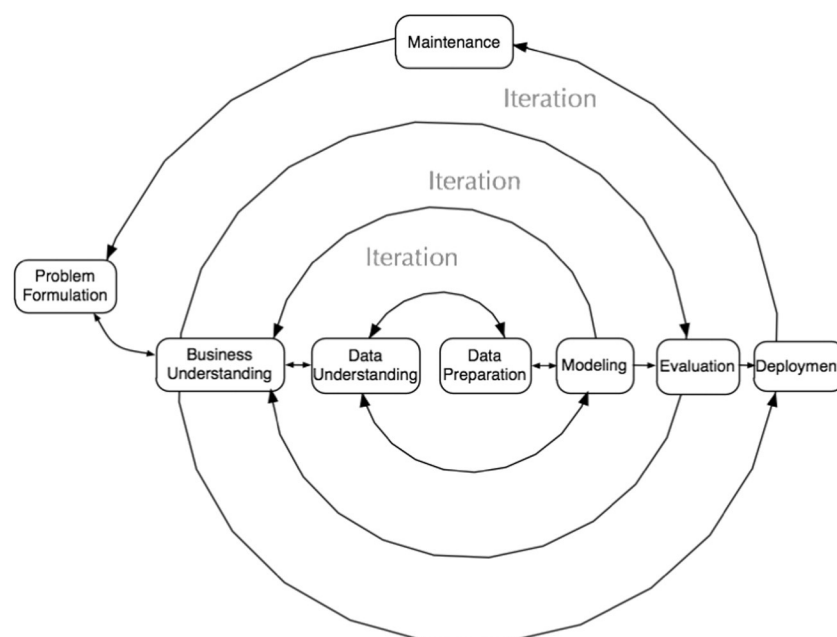 Maintenance
Iteration
Iteration
Iteration
Problem
Formulation
Business
Understanding
Data
Understanding
Data
Preparation
Modeling
Evaluation
Deploymen